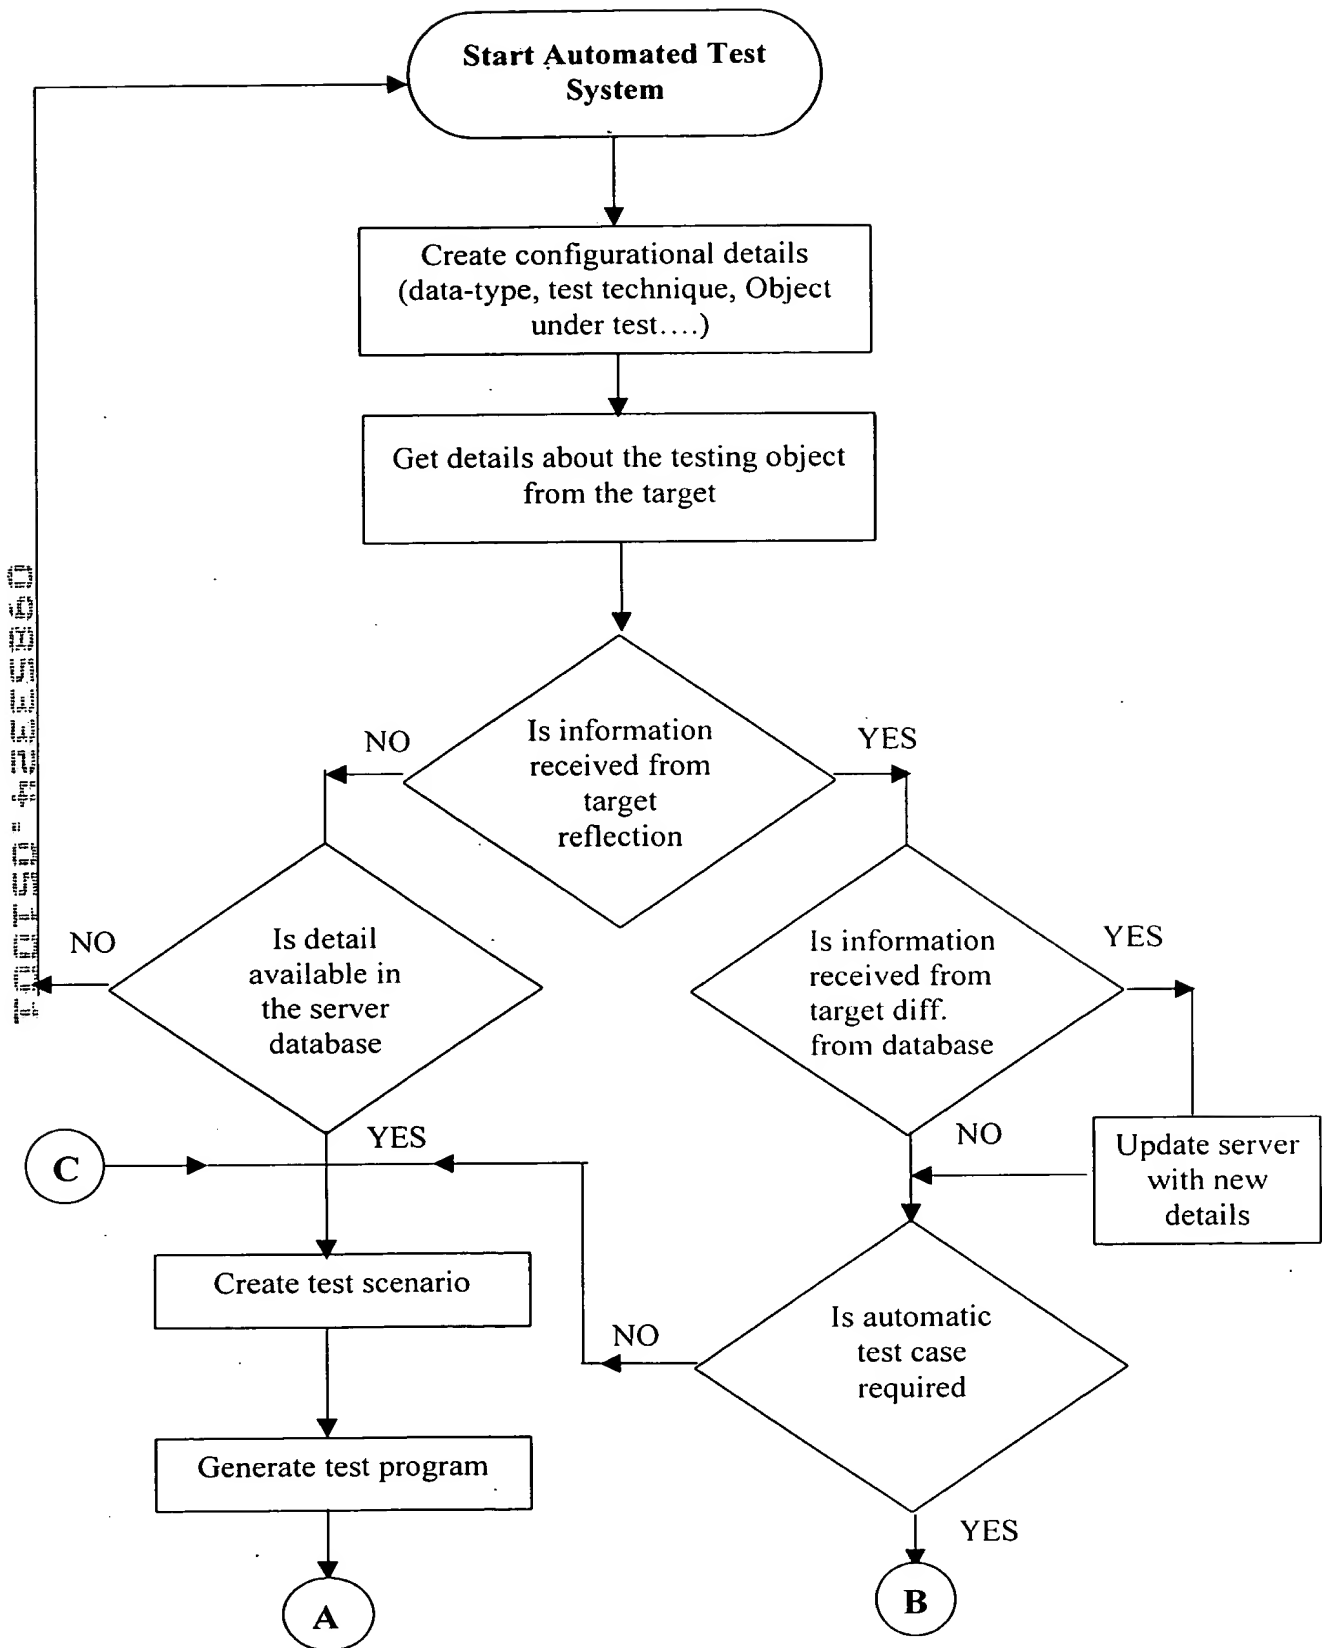 Start Automated Test
System
Create configurational details
(data-type, test technique, Object
under test....)
Get details about the testing object
from the target
Is information
received from
target
reflection
NO
YES
Is detail
available in
the server
database
NO
Is information
received from
target diff.
from database
YES
YES
C
NO
Update server
with new
details
Create test scenario
Is automatic
test case
required
NO
Generate test program
YES
A
B